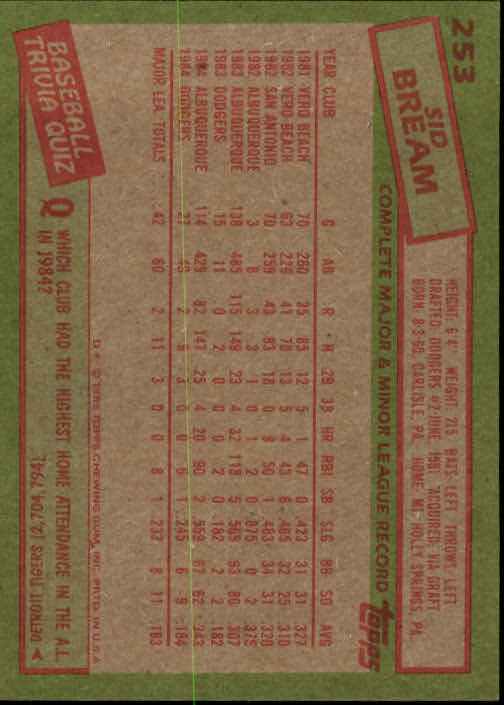 253
SID
BREAM
HEIGHT: 6'4" WEIGHT: 215 BATS: LEFT THROWS: LEFT
DRAFTED: DODGERS #2-JUNE, 1981 ACQUIRED: VIA DRAFT
BORN: 8-3-60, CARLISLE, PA. HOME: MT. HOLLY SPRINGS, PA.
COMPLETE MAJOR & MINOR LEAGUE RECORD topps
YEAR CLUB G AB R H 2B 3B HR RBI SB SLG BB SO AVG
1981 VERO BEACH 70 260 35 85 12 5 1 47 0 .423 31 31 .327
1982 VERO BEACH 63 226 41 70 13 5 4 43 6 .465 32 25 .310
1982 SAN ANTONIO 70 259 43 83 18 0 8 50 1 .483 34 31 .320
1982 ALBUQUERQUE 3 8 3 3 1 0 1 2 0 .875 0 2 .375
1983 ALBUQUERQUE 138 485 115 149 23 4 32 118 5 .569 93 80 .307
1983 DODGERS 15 11 0 2 0 0 0 2 0 .182 2 2 .182
1984 ALBUQUERQUE 114 429 82 147 25 4 20 90 2 .559 67 62 .343
1984 DODGERS 27 49 2 9 3 0 0 6 1 .245 6 9 .184
MAJOR LEA. TOTALS 42 60 2 11 3 0 0 8 1 .233 8 11 .183
D* © 1985 TOPPS CHEWING GUM, INC. PRTD. IN U.S.A.
BASEBALL
TRIVIA QUIZ
Q WHICH CLUB HAD THE HIGHEST HOME ATTENDANCE IN THE A.L.
IN 1984?
A DETROIT TIGERS (2,704,794).